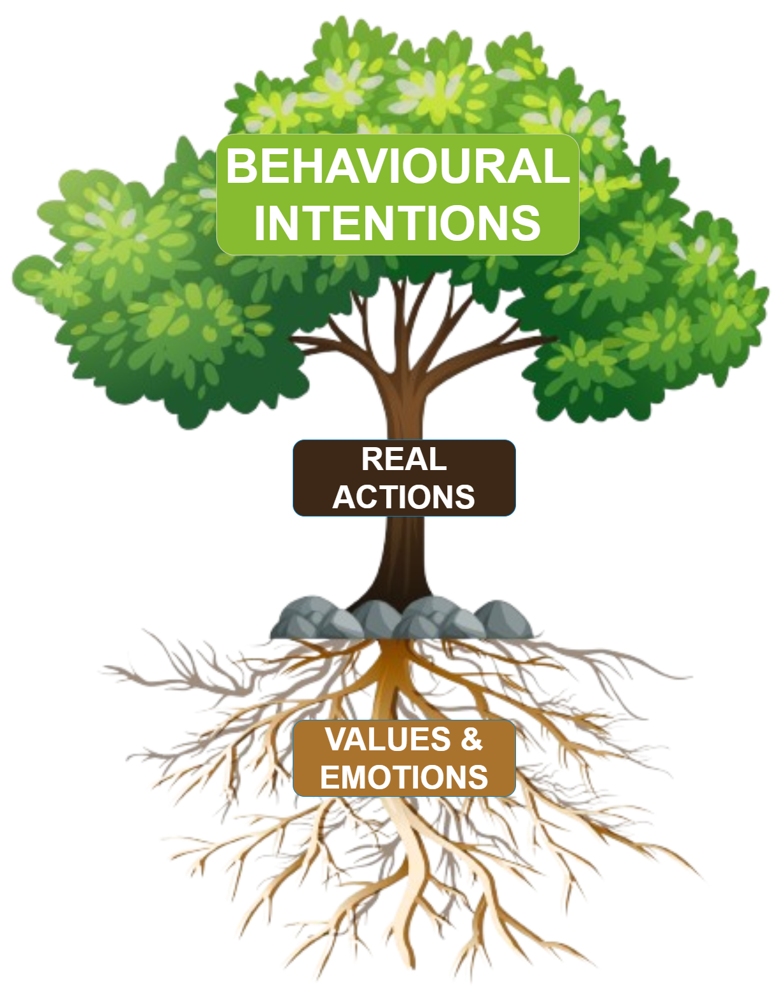 BEHAVIOURAL
INTENTIONS
REAL
ACTIONS
VALUES &
EMOTIONS